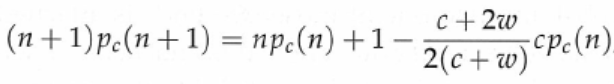 (n + 1)p_c(n + 1) = np_c(n) + 1 − \frac{c + 2w}{2(c + w)} cp_c(n)